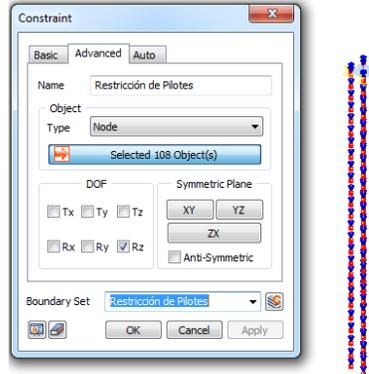 Constraint
Basic Advanced Auto
Name Restricción de Pilotes
Object
Type Node
Selected 108 Object(s)
DOF
Tx Ty Tz
Rx Ry Rz
Symmetric Plane
XY YZ
ZX
Anti-Symmetric
Boundary Set Restricción de Pilotes
OK Cancel Apply